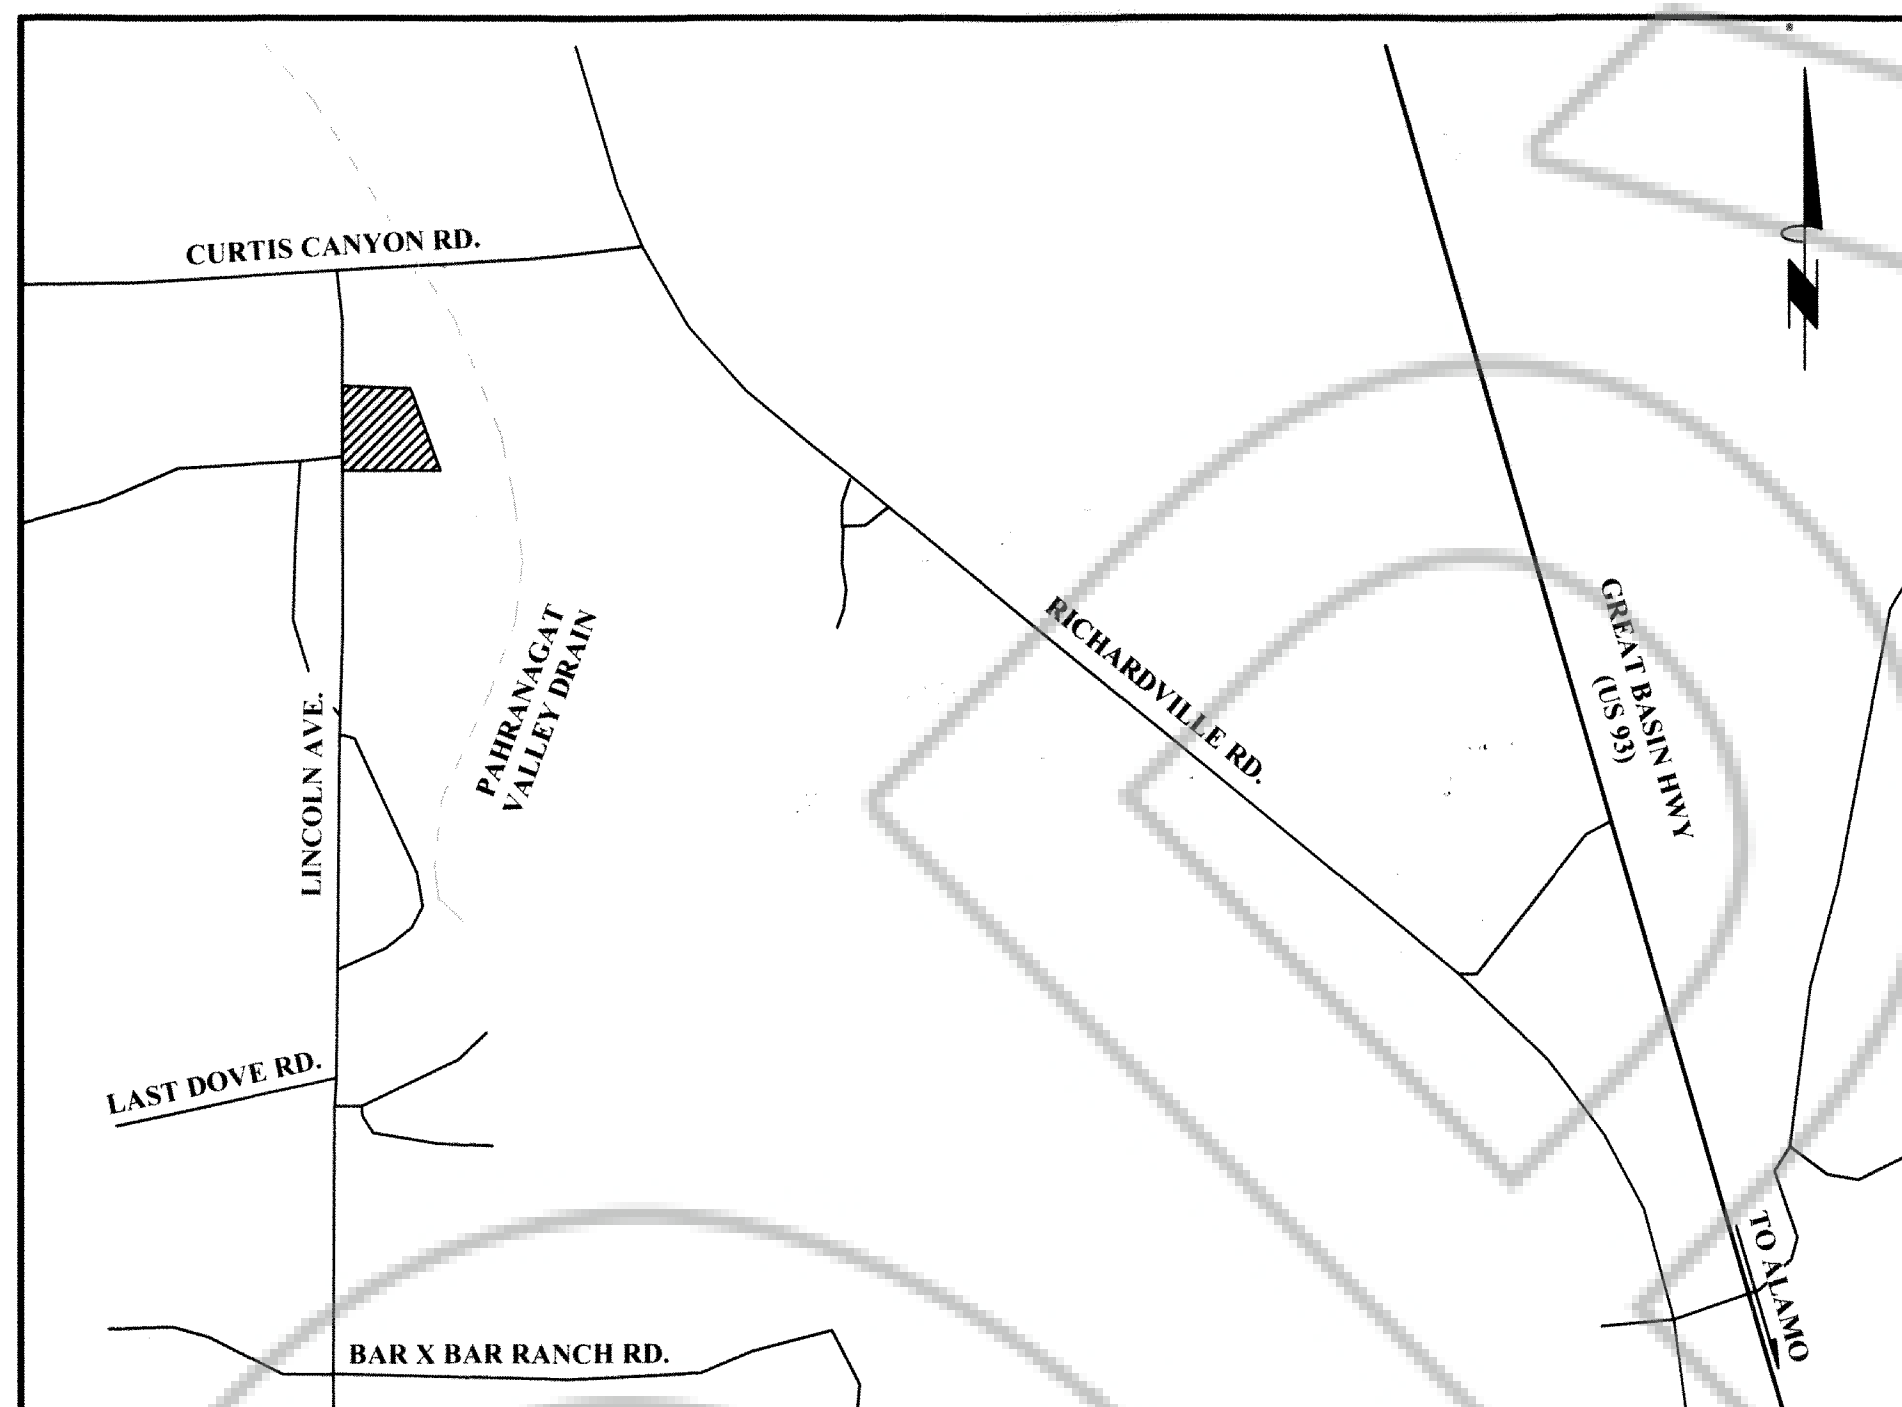 CURTIS CANYON RD.
N
PAHRANAGAT
VALLEY DRAIN
RICHARDVILLE RD.
GREAT BASIN HWY
(US 93)
LINCOLN AVE.
LAST DOVE RD.
TO ALAMO
BAR X BAR RANCH RD.